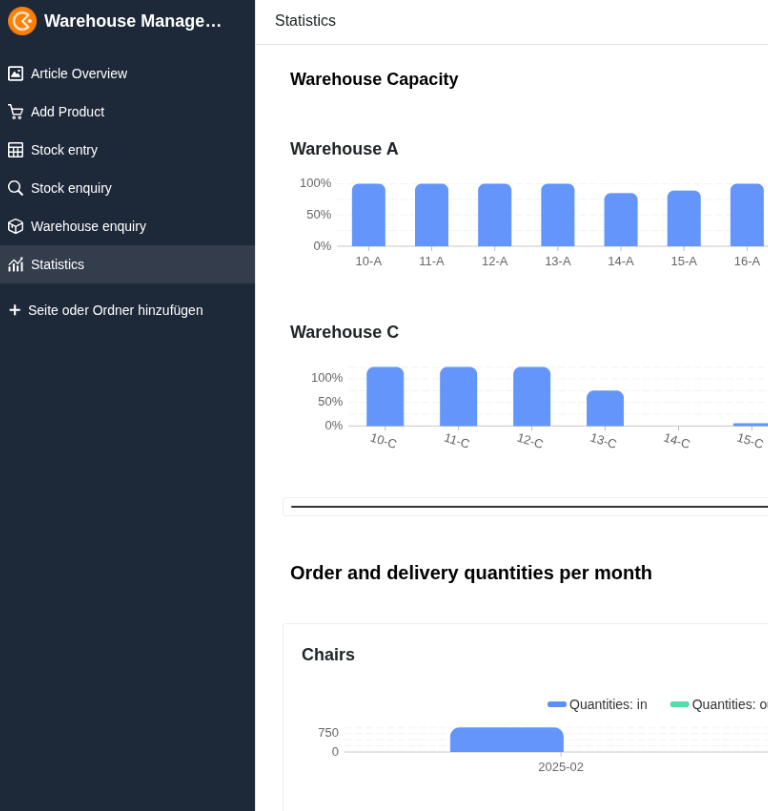 Warehouse Manage…
Statistics
Article Overview
Add Product
Stock entry
Stock enquiry
Warehouse enquiry
Statistics
Seite oder Ordner hinzufügen
Warehouse Capacity
Warehouse A
100%
50%
0%
10-A 11-A 12-A 13-A 14-A 15-A 16-A
Warehouse C
100%
50%
0%
10-C 11-C 12-C 13-C 14-C 15-C
Order and delivery quantities per month
Chairs
Quantities: in Quantities:
750
0
2025-02